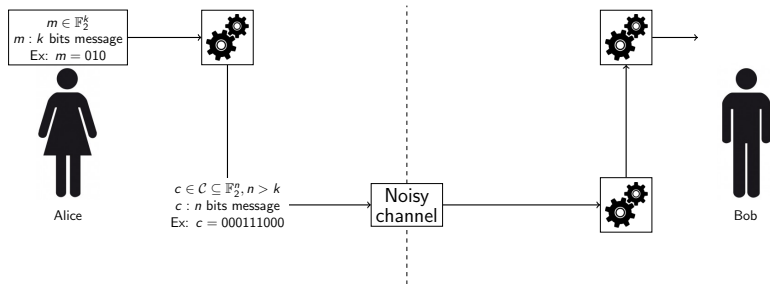 m ∈ 𝔽₂ᵏ
m : k bits message
Ex: m = 010
Alice
c ∈ 𝒞 ⊆ 𝔽₂ⁿ, n > k
c : n bits message
Ex: c = 000111000
Noisy
channel
Bob